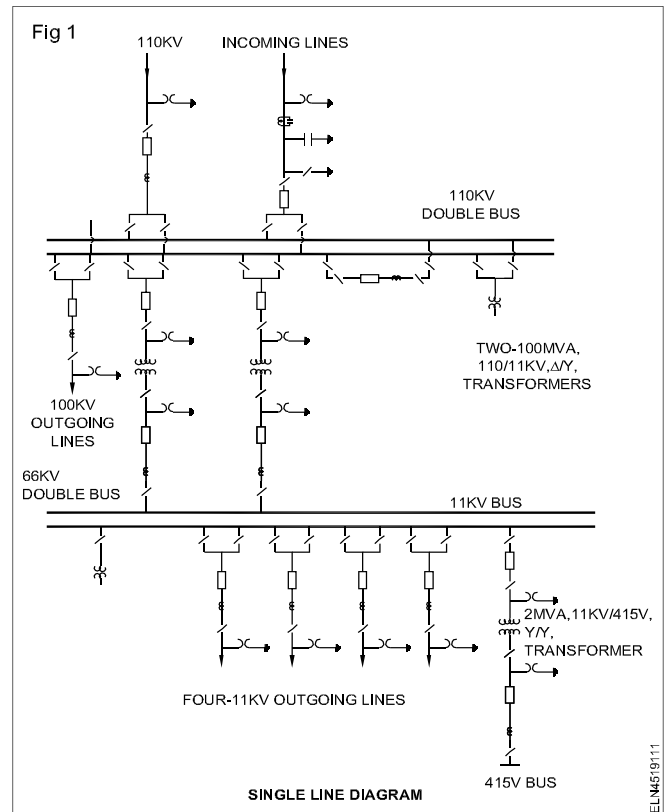 Fig 1
110KV
INCOMING LINES
110KV
DOUBLE BUS
TWO-100MVA,
110/11KV,Δ/Y,
TRANSFORMERS
100KV
OUTGOING
LINES
66KV
DOUBLE BUS
11KV BUS
2MVA,11KV/415V,
Y/Y,
TRANSFORMER
FOUR-11KV OUTGOING LINES
415V BUS
SINGLE LINE DIAGRAM
ELN4519111